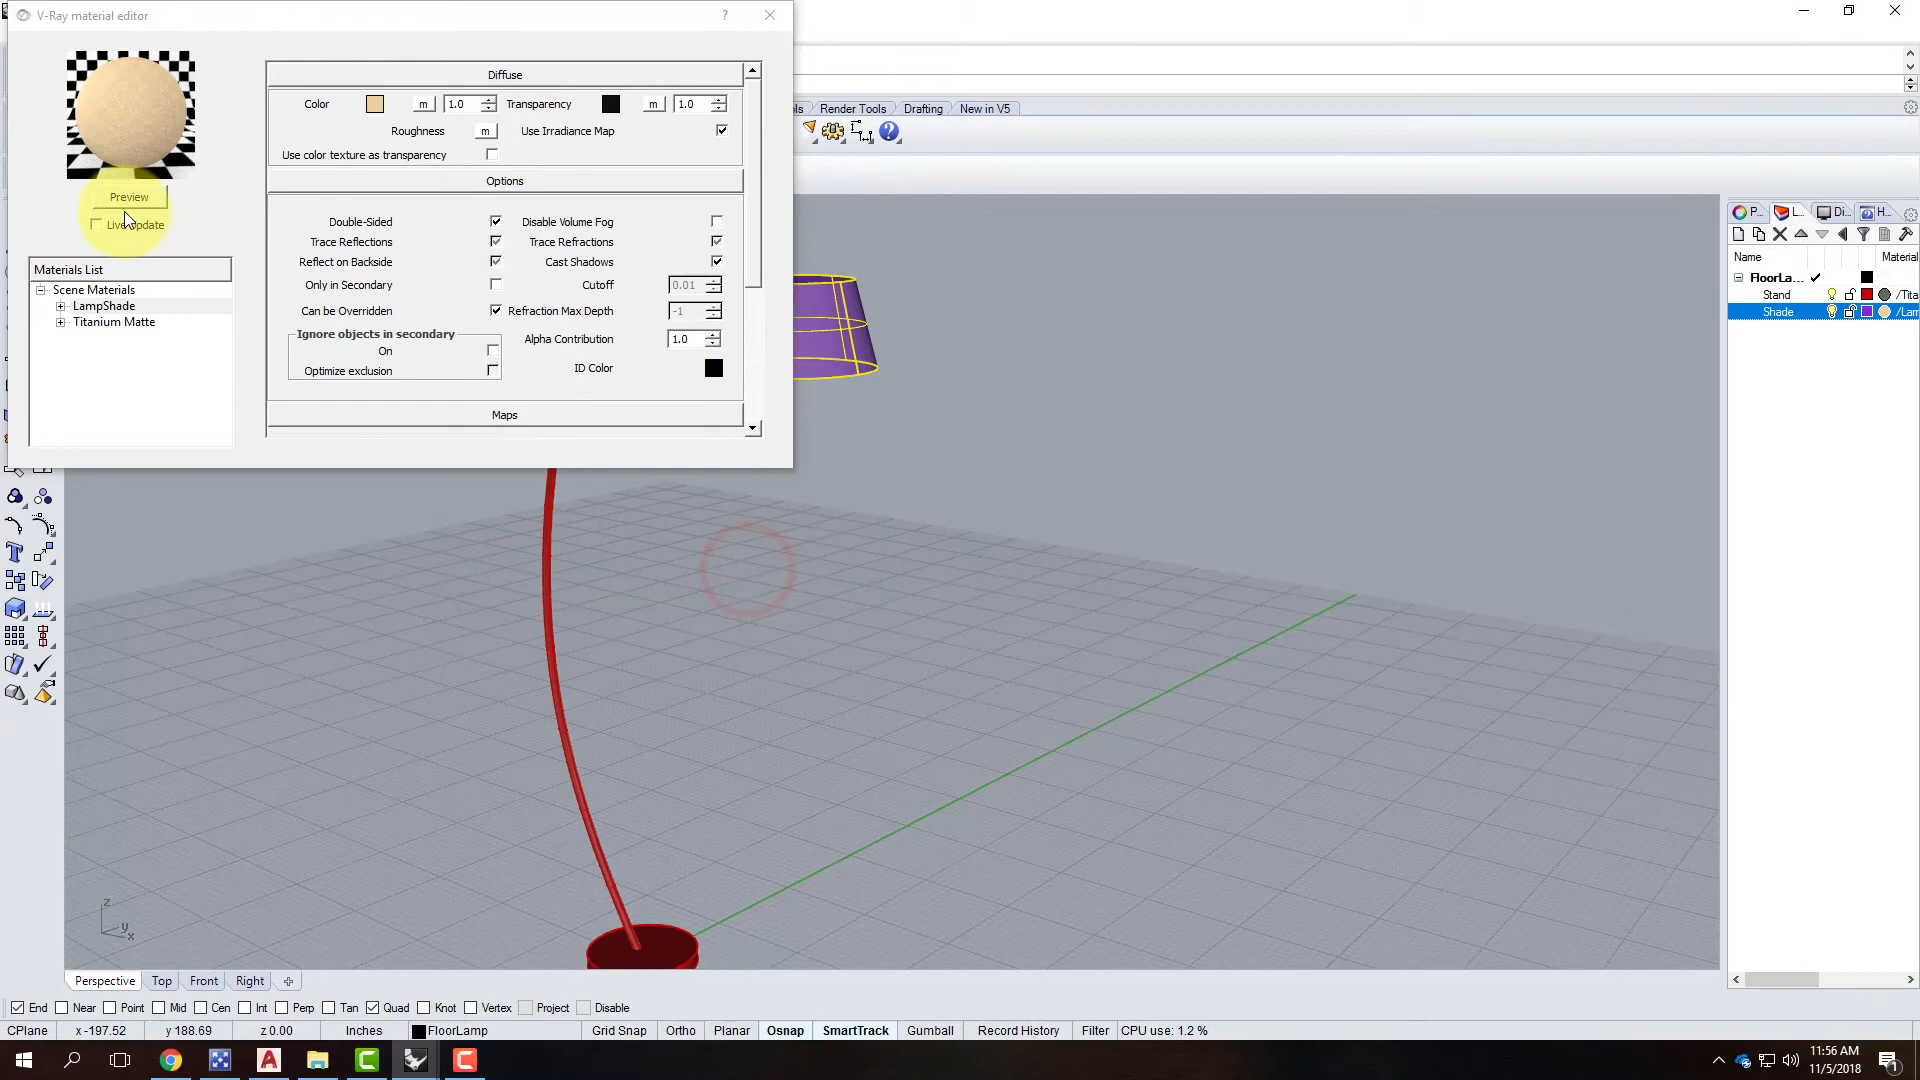 V-Ray material editor
?
Diffuse
Color m 1.0 Transparency m 1.0
Roughness m Use Irradiance Map
Use color texture as transparency
Preview
Options
Double-Sided Disable Volume Fog
Trace Reflections Trace Refractions
Reflect on Backside Cast Shadows
Only in Secondary Cutoff 0.01
Can be Overridden Refraction Max Depth -1
Ignore objects in secondary
Alpha Contribution 1.0
On
ID Color
Optimize exclusion
Maps
Materials List
Scene Materials
LampShade
Titanium Matte
Render Tools Drafting New in V5
P... L... Di... H...
Name Material
FloorLa...
Stand /Tita
Shade /Lam
z
y
x
Perspective Top Front Right
End Near Point Mid Cen Int Perp Tan Quad Knot Vertex Project Disable
CPlane x -197.52 y 188.69 z 0.00 Inches FloorLamp Grid Snap Ortho Planar Osnap SmartTrack Gumball Record History Filter CPU use: 1.2 %
11:56 AM
11/5/2018
1